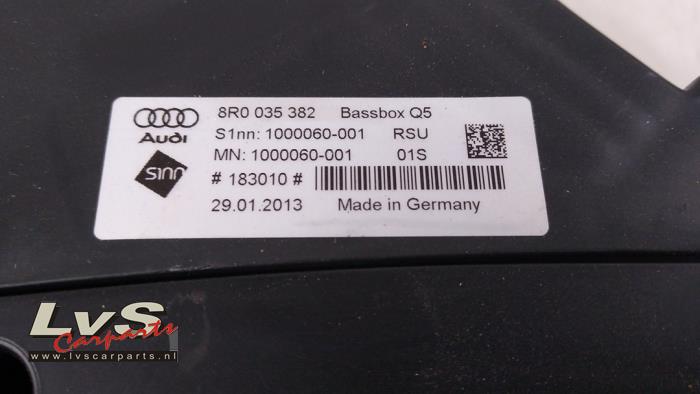 8R0 035 382 Bassbox Q5
Audi
S1nn: 1000060-001 RSU
MN: 1000060-001 01S
s1nn
# 183010 #
29.01.2013 Made in Germany
LvS
Carparts
www.lvscarparts.nl